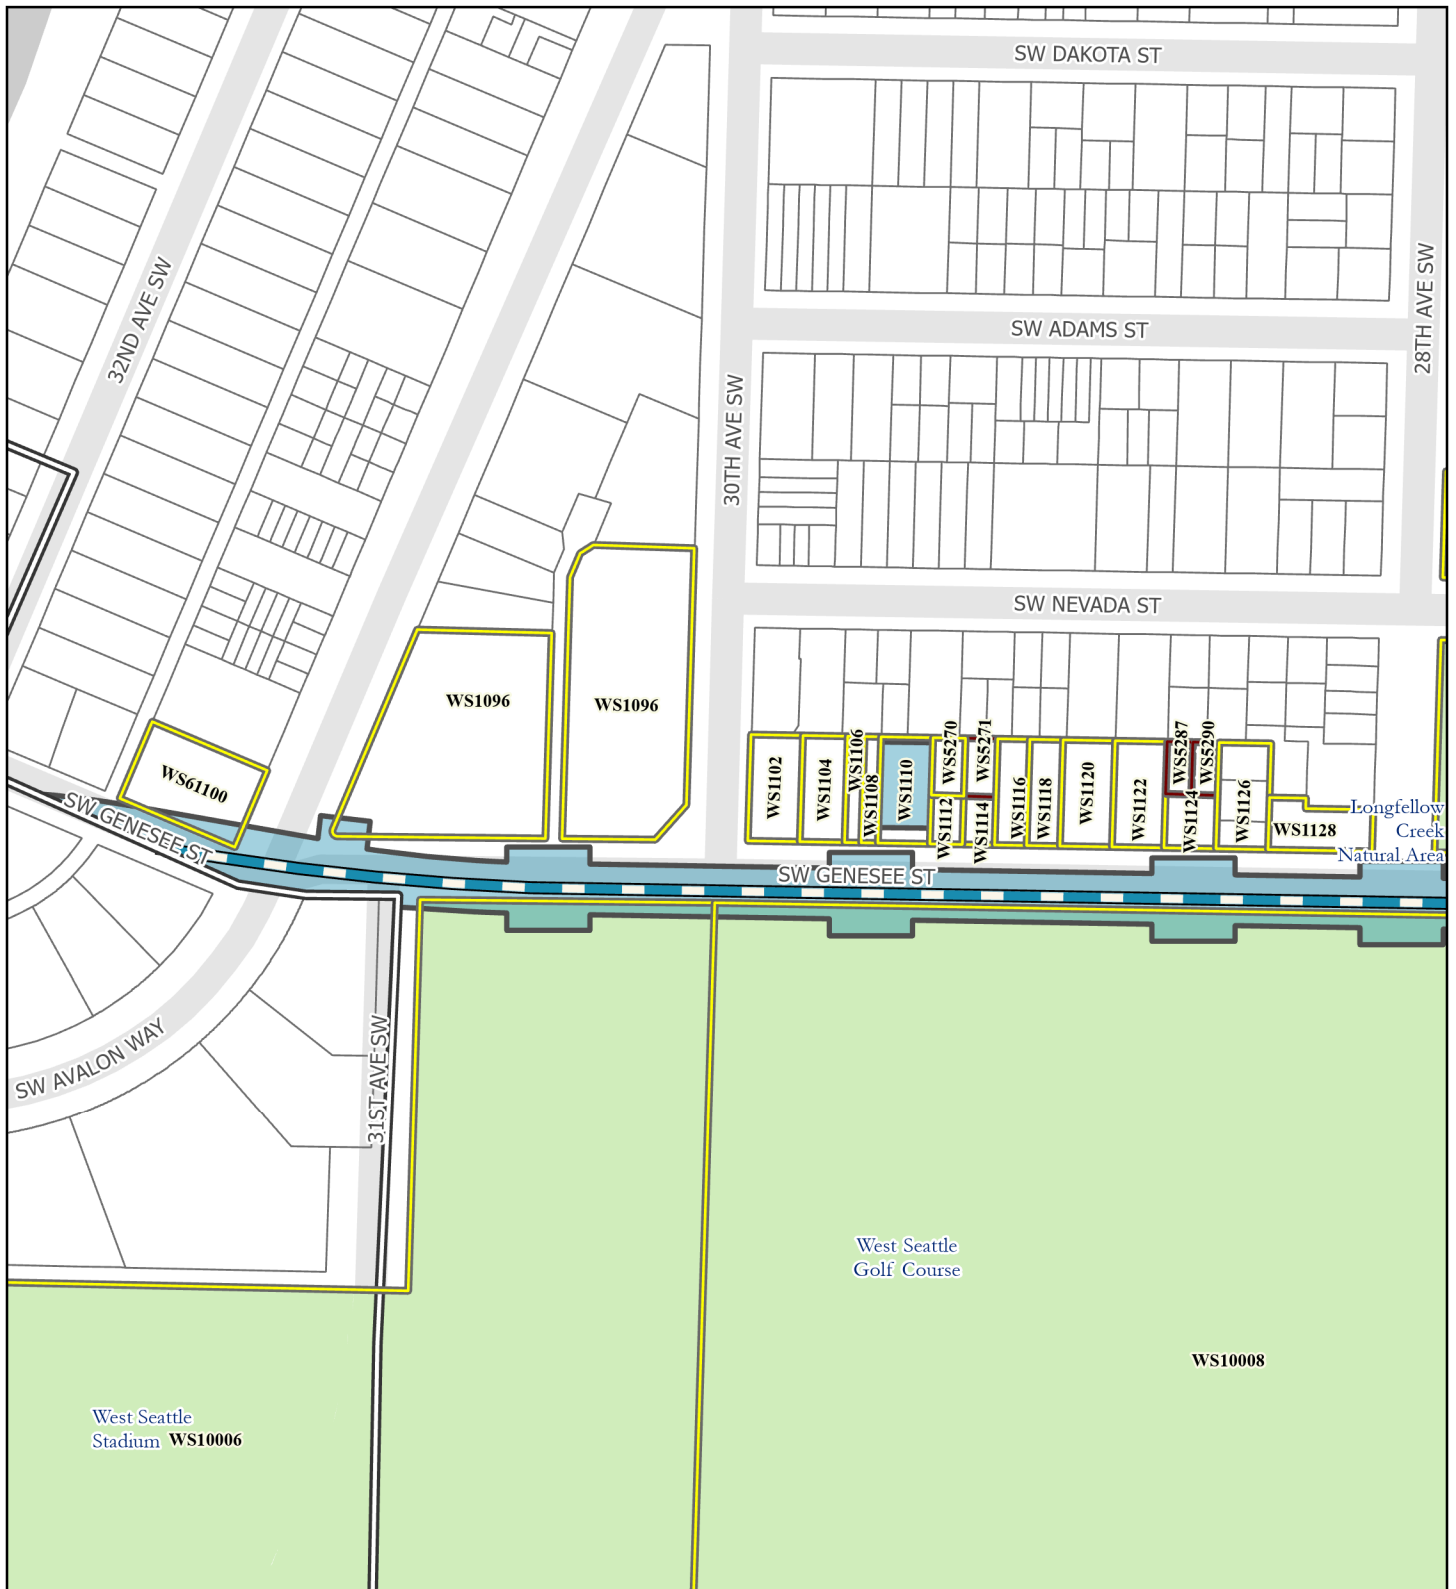 SW DAKOTA ST
32ND AVE SW
SW ADAMS ST
28TH AVE SW
30TH AVE SW
SW NEVADA ST
WS1096
WS1096
WS61100
WS1102
WS1104
WS1106
WS1108
WS1110
WS5270
WS1112
WS5271
WS1114
WS1116
WS1118
WS1120
WS1122
WS5287
WS1124
WS5290
WS1126
WS1128
Longfellow
Creek
Natural Area
SW GENESEE ST
SW GENESEE ST
SW AVALON WAY
31ST AVE SW
West Seattle
Golf Course
WS10008
West Seattle
Stadium WS10006